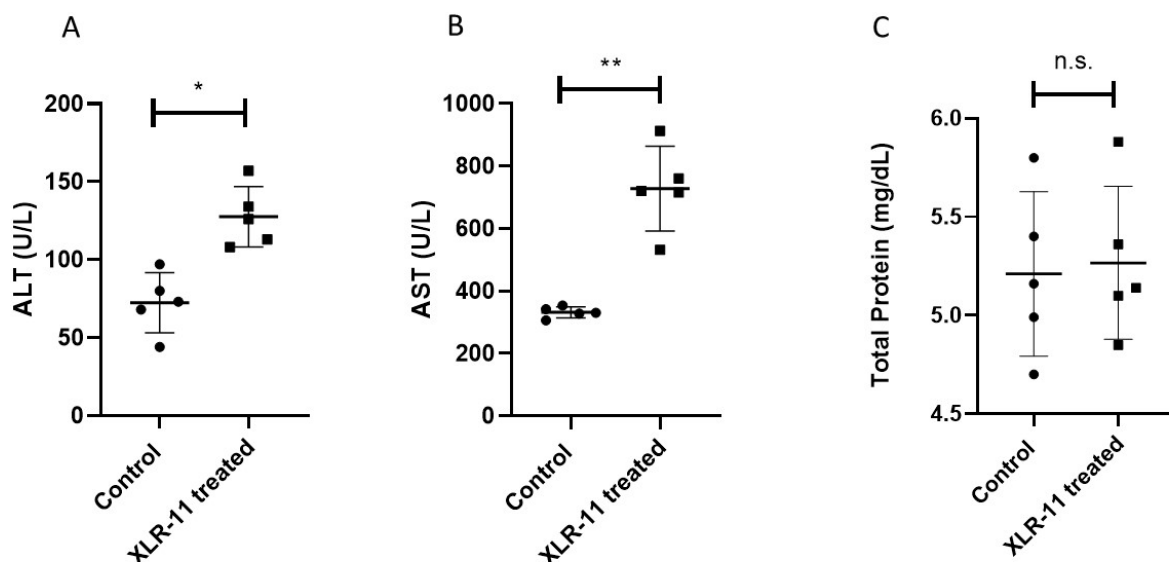 A
*
200
150
100
50
0
ALT (U/L)
Control
XLR-11 treated
B
**
1000
800
600
400
200
0
AST (U/L)
Control
XLR-11 treated
C
n.s.
6.0
5.5
5.0
4.5
Total Protein (mg/dL)
Control
XLR-11 treated